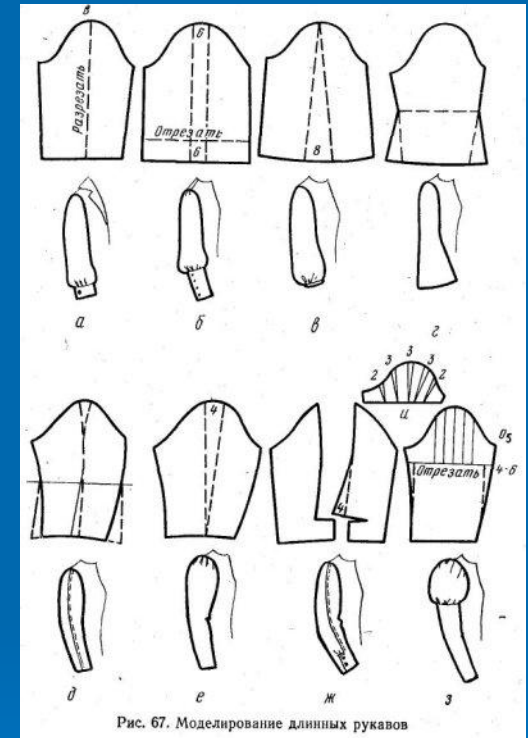 в
Разрезать
б
Отрезать
б
8
а
б
в
г
2 3 3 3 2
и
4
4
Отрезать
0,5
4-6
д
е
ж
з
Рис. 67. Моделирование длинных рукавов